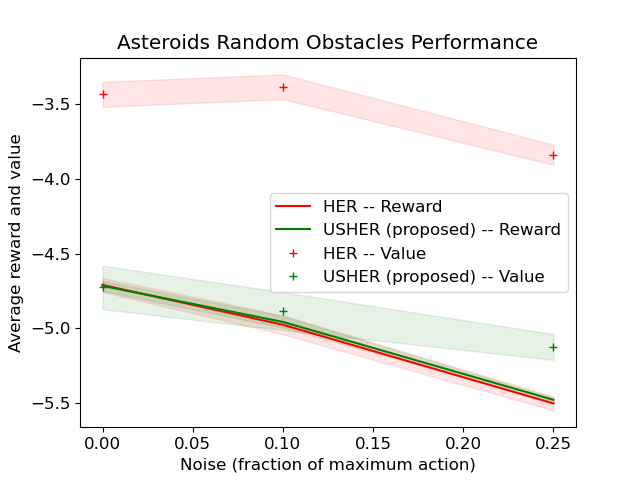 Asteroids Random Obstacles Performance
Average reward and value
−3.5
−4.0
−4.5
−5.0
−5.5
HER -- Reward
USHER (proposed) -- Reward
HER -- Value
USHER (proposed) -- Value
0.00
0.05
0.10
0.15
0.20
0.25
Noise (fraction of maximum action)